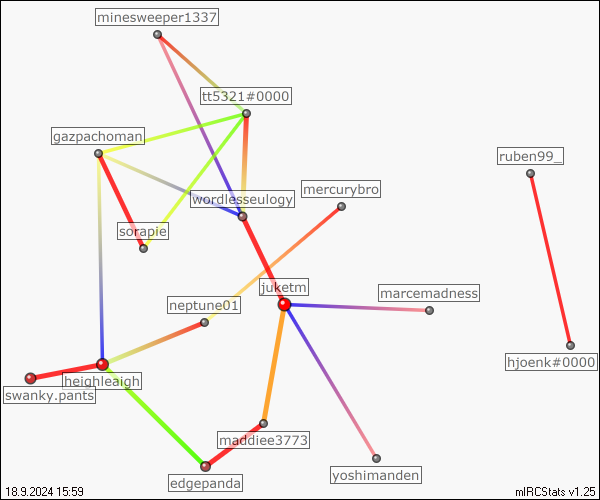 minesweeper1337
tt5321#0000
gazpachoman
ruben99_
mercurybro
wordlesseulogy
sorapie
juketm
marcemadness
neptune01
hjoenk#0000
heighleaigh
swanky.pants
maddiee3773
yoshimanden
edgepanda
18.9.2024 15:59
mIRCStats v1.25